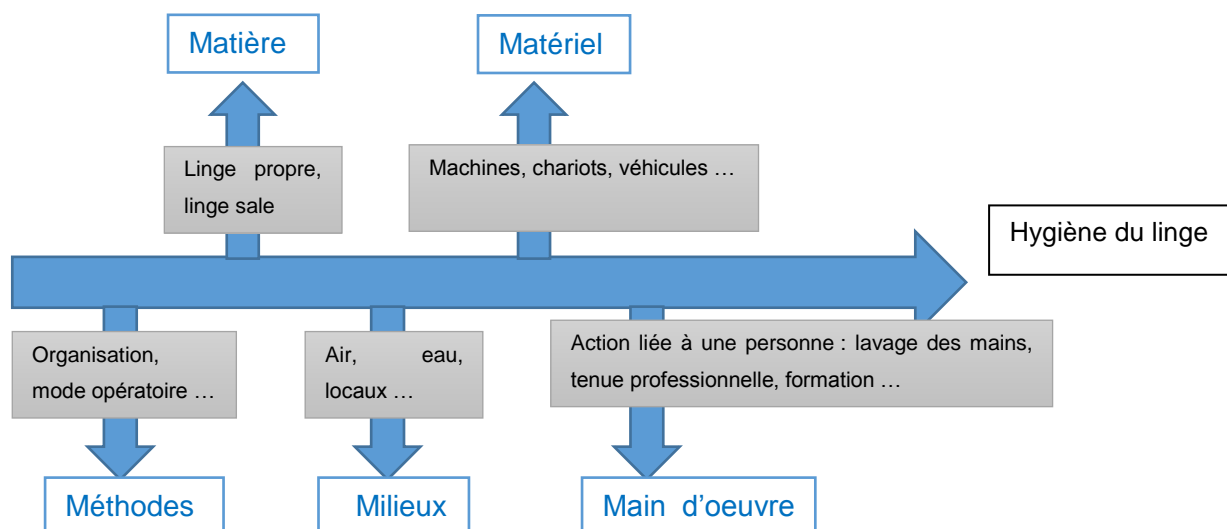 Matière
Matériel
Linge propre,
linge sale
Machines, chariots, véhicules …
Hygiène du linge
Organisation,
mode opératoire …
Air, eau,
locaux …
Action liée à une personne : lavage des mains,
tenue professionnelle, formation …
Méthodes
Milieux
Main d'oeuvre